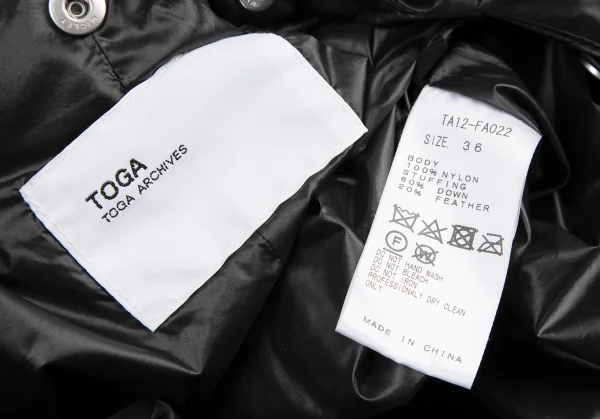 TOGA
TOGA ARCHIVES
TA12-FA022
SIZE. 36
BODY
100% NYLON
STUFFING
80% DOWN
20% FEATHER
F
W
DO NOT HAND WASH
DO NOT BLEACH
DO NOT IRON
PROFESSIONALY DRY CLEAN
ONLY
MADE IN CHINA